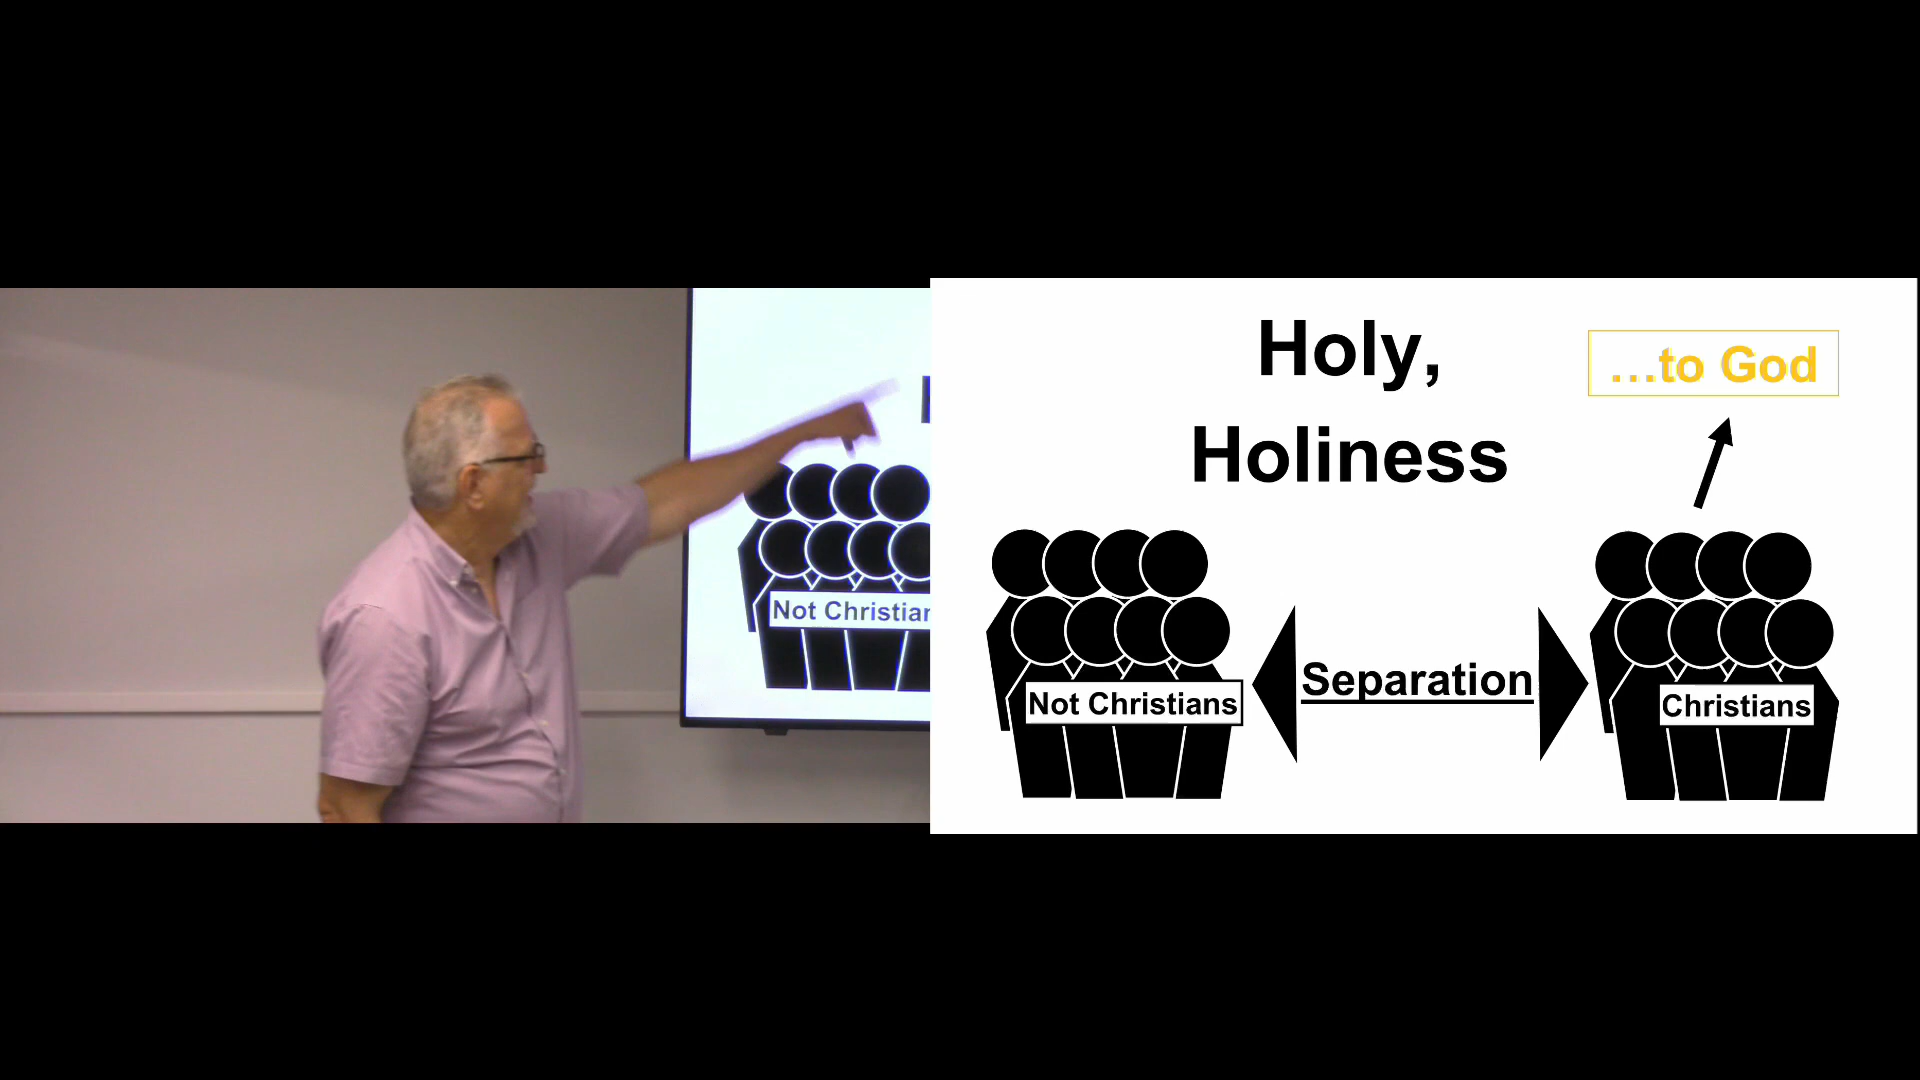 Not Christian
Holy,
Holiness
...to God
Not Christians
Separation
Christians